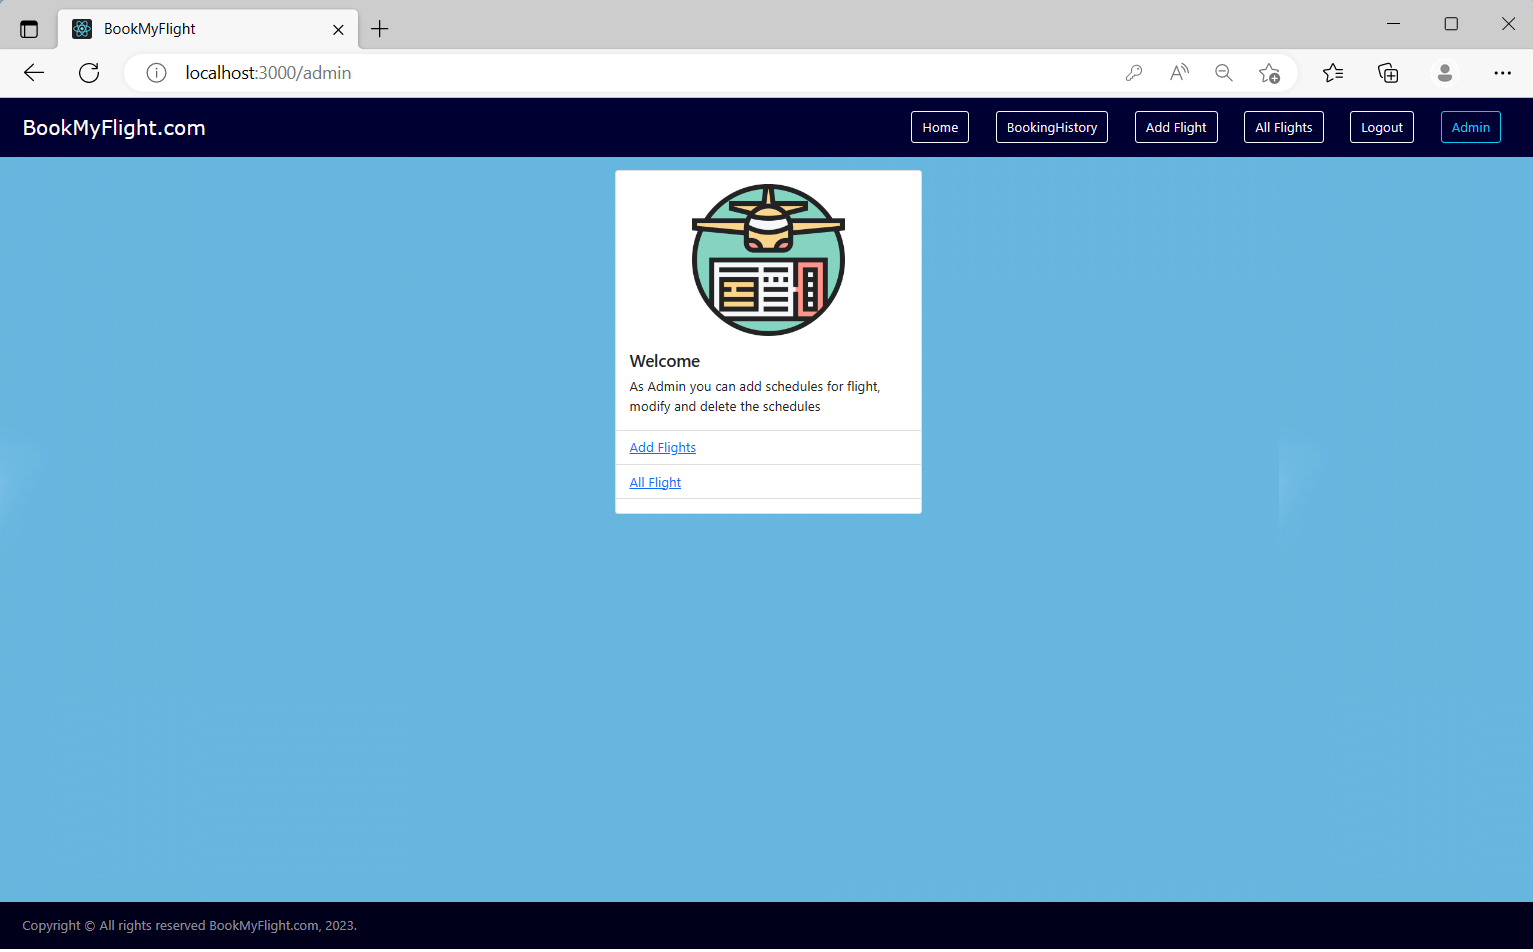 BookMyFlight
localhost:3000/admin
BookMyFlight.com
Home
BookingHistory
Add Flight
All Flights
Logout
Admin
Welcome
As Admin you can add schedules for flight,
modify and delete the schedules
Add Flights
All Flight
Copyright © All rights reserved BookMyFlight.com, 2023.